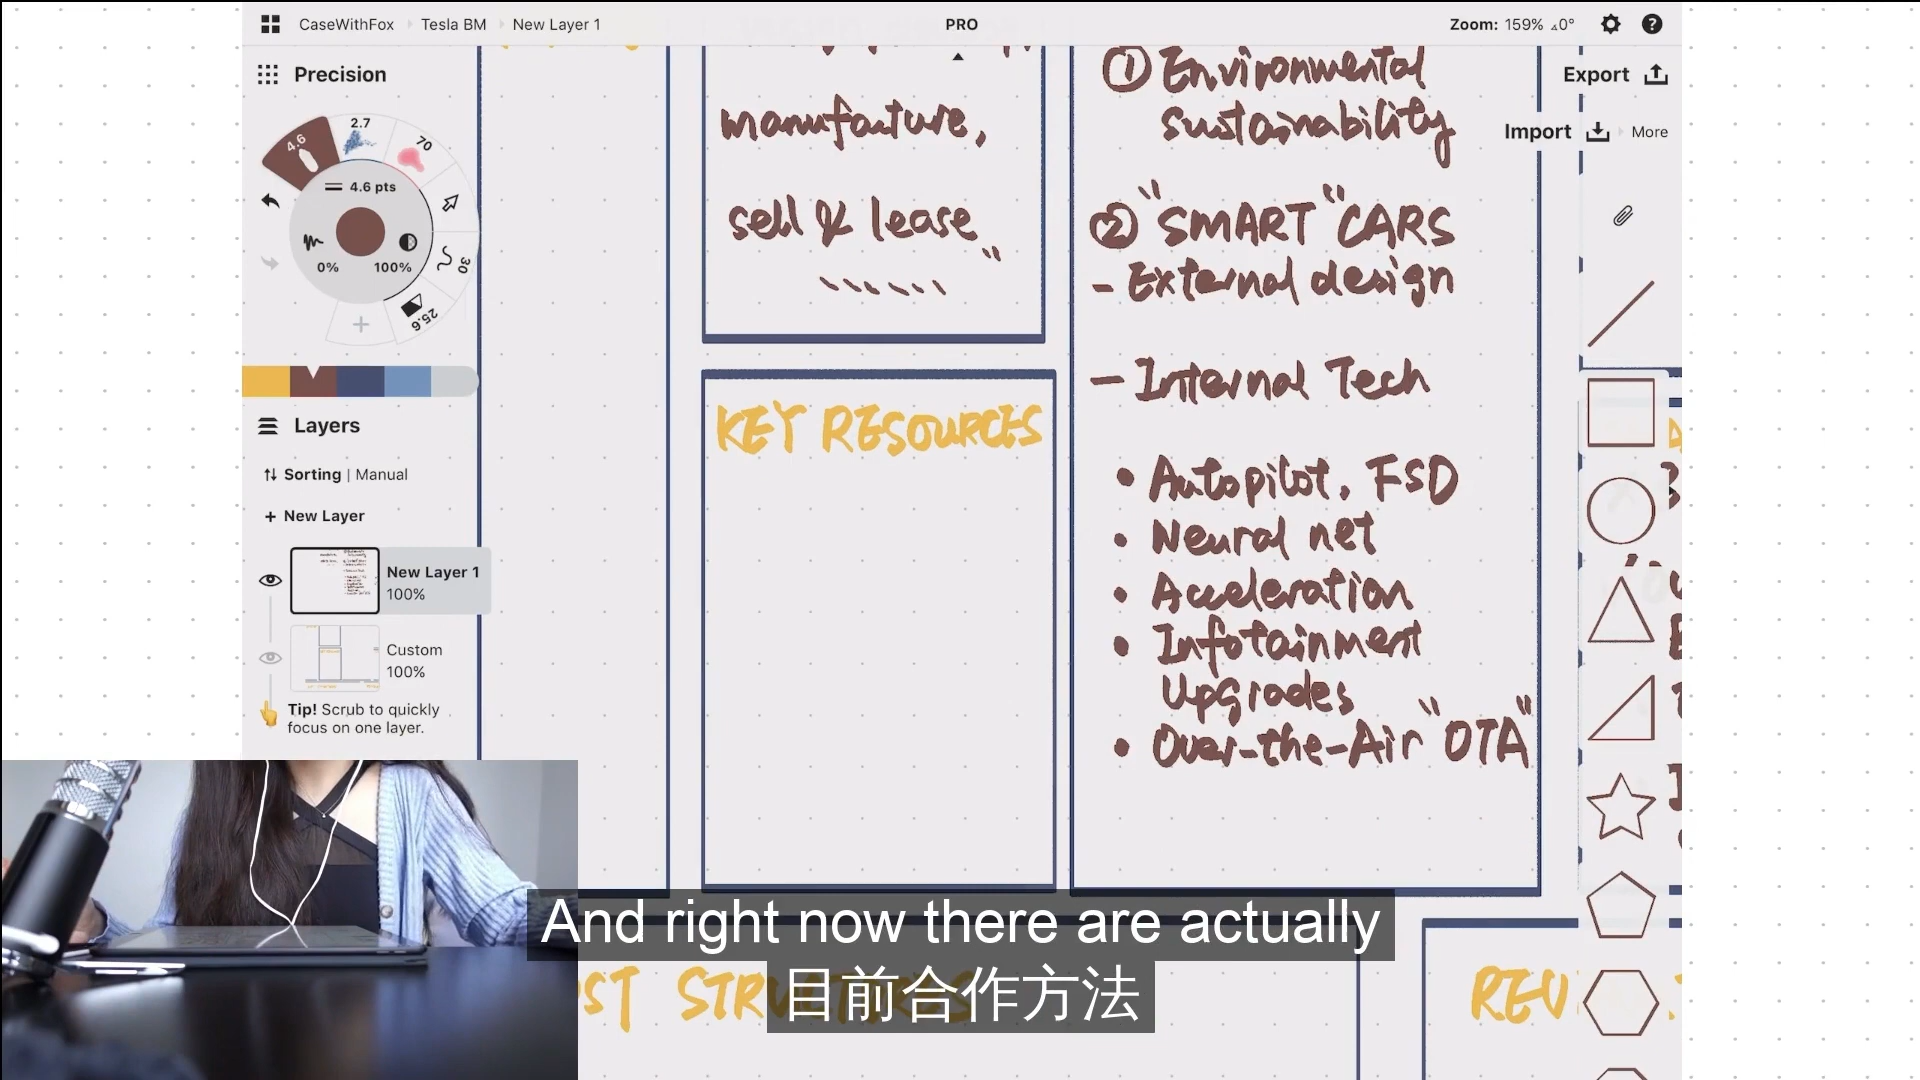 CaseWithFox Tesla BM New Layer 1
PRO
Zoom: 159% ⊿0°
Precision
Export
Import More
4.6
2.7
70
4.6 pts
0% 100%
30
25.6
Layers
Sorting | Manual
+ New Layer
New Layer 1
100%
Custom
100%
Tip! Scrub to quickly
focus on one layer.
manufacture,
sell & lease"
KEY RESOURCES
① Environmental
Sustainability
② "SMART" CARS
- External design
- Internal Tech
• Autopilot, FSD
• Neural net
• Acceleration
• Infotainment
Upgrades
• Over-the-Air "OTA"
And right now there are actually
目前合作方法